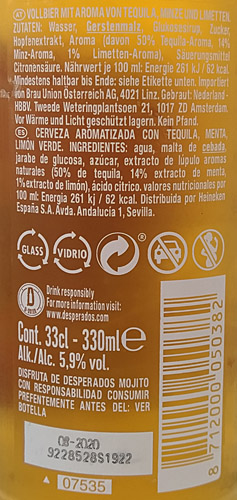 AT VOLLBIER MIT AROMA VON TEQUILA, MINZE UND LIMETTEN.
ZUTATEN: Wasser, Gerstenmalz, Glukosesirup, Zucker,
Hopfenextrakt, Aroma (davon 50% Tequila-Aroma, 14%
Minz-Aroma, 1% Limetten-Aroma), Säuerungsmittel
Citronensäure. Nährwert je 100 ml: Energie 261 kJ / 62 kcal.
Mindestens haltbar bis Ende: siehe Etikette unten. Importiert
von Brau Union Österreich AG, 4021 Linz. Gebraut: Nederland-
HBBV, Tweede Weteringplantsoen 21, 1017 ZD Amsterdam.
Vor Wärme und Licht geschützt lagern. Kein Pfand.
ES CERVEZA AROMATIZADA CON TEQUILA, MENTA,
LIMÓN VERDE. INGREDIENTES: agua, malta de cebada,
jarabe de glucosa, azúcar, extracto de lúpulo aromas
naturales (50% de tequila, 14% extracto de menta,
1% extracto de limón), ácido cítrico. valores nutricionales por
100 ml: Energía 261 kj / 62 kcal. Distribuida por Heineken
España S.A. Avda. Andalucía 1, Sevilla.
GLASS
VIDRIO
Drink responsibly
For more information visit:
www.desperados.com
Cont. 33cl - 330ml e
Alk./Alc. 5,9% vol.
DISFRUTA DE DESPERADOS MOJITO
CON RESPONSABILIDAD CONSUMIR
PREFENTEMENTE ANTES DEL: VER
BOTELLA
8 712000 050382
08-2020
9228528S1922
07535